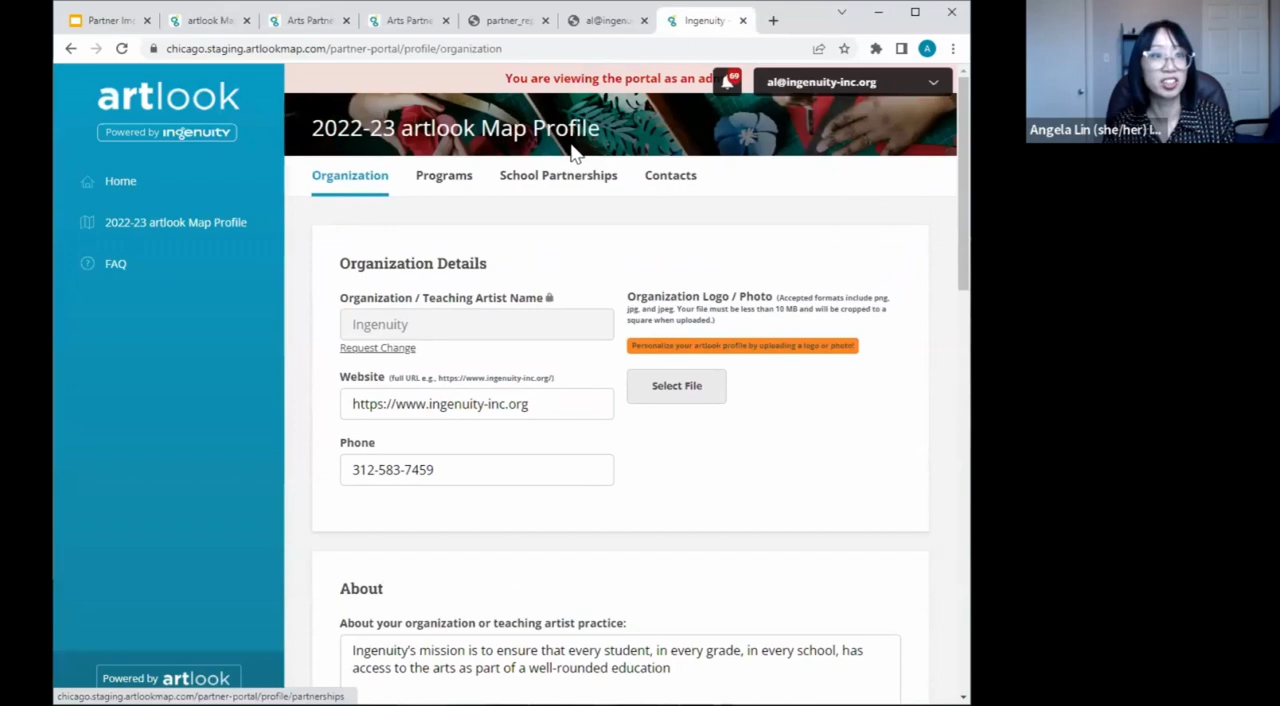 Partner Im
artlook Ma
Arts Partne
Arts Partne
partner_re
al@ingenu
Ingenuity -
chicago.staging.artlookmap.com/partner-portal/profile/organization
A
artlook
Powered by ingenuity
Home
2022-23 artlook Map Profile
FAQ
You are viewing the portal as an ad
69
al@ingenuity-inc.org
2022-23 artlook Map Profile
Organization
Programs
School Partnerships
Contacts
Organization Details
Organization / Teaching Artist Name
Ingenuity
Request Change
Website (full URL e.g., https://www.ingenuity-inc.org/)
https://www.ingenuity-inc.org
Phone
312-583-7459
Organization Logo / Photo (Accepted formats include png,
jpg, and jpeg. Your file must be less than 10 MB and will be cropped to a
square when uploaded.)
Personalize your artlook profile by uploading a logo or photo!
Select File
About
About your organization or teaching artist practice:
Ingenuity's mission is to ensure that every student, in every grade, in every school, has
access to the arts as part of a well-rounded education
Powered by artlook
chicago.staging.artlookmap.com/partner-portal/profile/partnerships
Angela Lin (she/her) I...